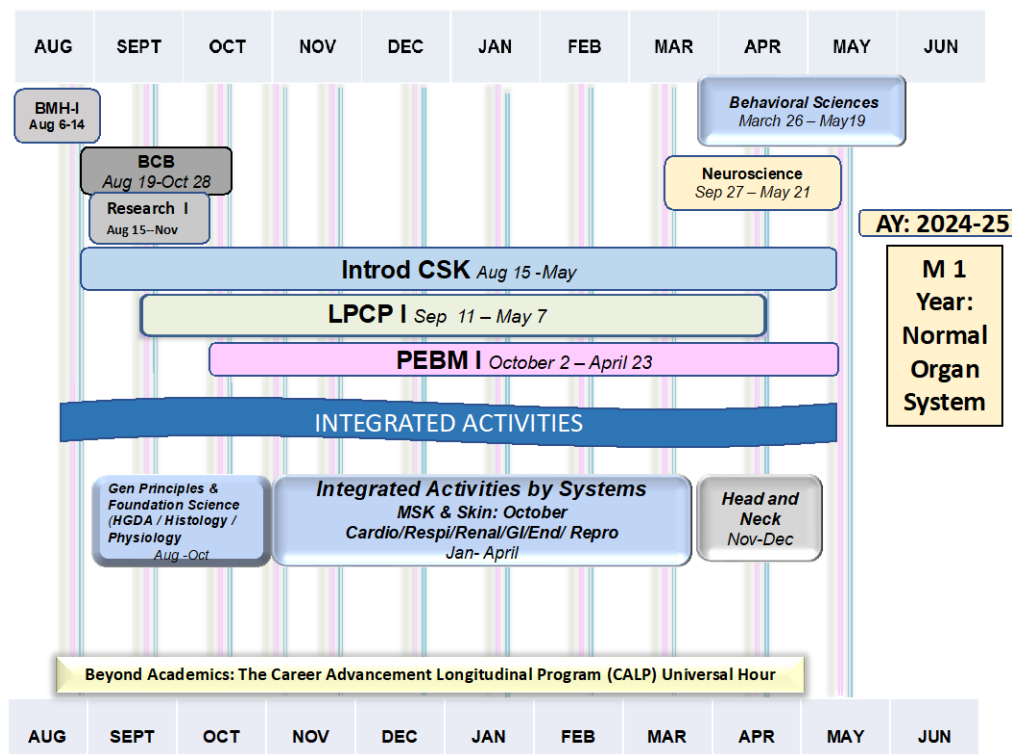 AUG SEPT OCT NOV DEC JAN FEB MAR APR MAY JUN
BMH-I
Aug 6-14
Behavioral Sciences
March 26 – May19
BCB
Aug 19-Oct 28
Neuroscience
Sep 27 – May 21
Research I
Aug 15--Nov
AY: 2024-25
Introd CSK Aug 15 -May
M 1
Year:
Normal
Organ
System
LPCP I Sep 11 – May 7
PEBM I October 2 – April 23
INTEGRATED ACTIVITIES
Gen Principles &
Foundation Science
(HGDA / Histology /
Physiology
Aug -Oct
Integrated Activities by Systems
MSK & Skin: October
Cardio/Respi/Renal/GI/End/ Repro
Jan- April
Head and
Neck
Nov-Dec
Beyond Academics: The Career Advancement Longitudinal Program (CALP) Universal Hour
AUG SEPT OCT NOV DEC JAN FEB MAR APR MAY JUN